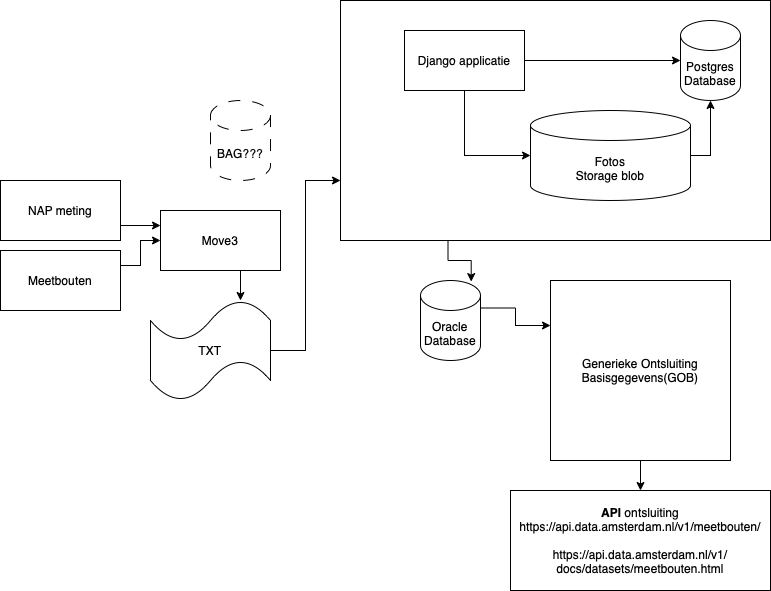 Django applicatie
Postgres
Database
Fotos
Storage blob
BAG???
NAP meting
Meetbouten
Move3
TXT
Oracle
Database
Generieke Ontsluiting
Basisgegevens(GOB)
API ontsluiting
https://api.data.amsterdam.nl/v1/meetbouten/
https://api.data.amsterdam.nl/v1/
docs/datasets/meetbouten.html